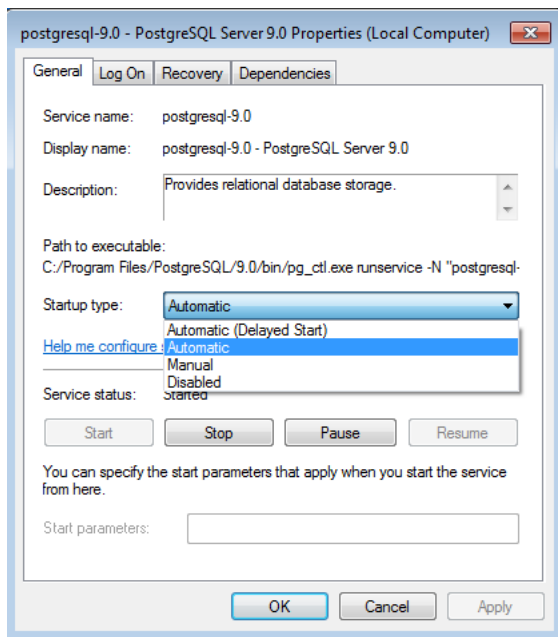 postgresql-9.0 - PostgreSQL Server 9.0 Properties (Local Computer)
General Log On Recovery Dependencies
Service name: postgresql-9.0
Display name: postgresql-9.0 - PostgreSQL Server 9.0
Description: Provides relational database storage.
Path to executable:
C:/Program Files/PostgreSQL/9.0/bin/pg_ctl.exe runservice -N "postgresql-
Startup type: Automatic
Automatic (Delayed Start)
Help me configure Automatic
Manual
Disabled
Service status: Started
Start Stop Pause Resume
You can specify the start parameters that apply when you start the service
from here.
Start parameters:
OK Cancel Apply